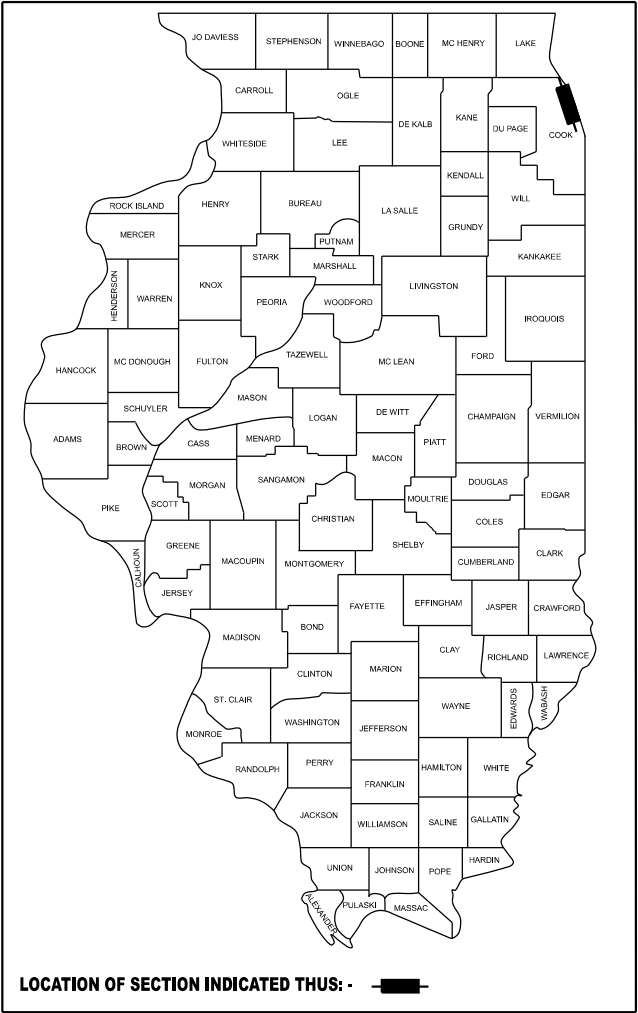 JO DAVIESS
STEPHENSON
WINNEBAGO
BOONE
MC HENRY
LAKE
CARROLL
OGLE
DE KALB
KANE
DU PAGE
COOK
WHITESIDE
LEE
KENDALL
WILL
ROCK ISLAND
HENRY
BUREAU
LA SALLE
GRUNDY
MERCER
PUTNAM
STARK
MARSHALL
KANKAKEE
HENDERSON
WARREN
KNOX
PEORIA
WOODFORD
LIVINGSTON
IROQUOIS
HANCOCK
MC DONOUGH
FULTON
TAZEWELL
MC LEAN
FORD
MASON
SCHUYLER
LOGAN
DE WITT
CHAMPAIGN
VERMILION
ADAMS
BROWN
CASS
MENARD
PIATT
MACON
MORGAN
SANGAMON
DOUGLAS
EDGAR
PIKE
SCOTT
CHRISTIAN
MOULTRIE
COLES
GREENE
MACOUPIN
MONTGOMERY
SHELBY
CUMBERLAND
CLARK
CALHOUN
JERSEY
FAYETTE
EFFINGHAM
JASPER
CRAWFORD
MADISON
BOND
CLAY
RICHLAND
LAWRENCE
CLINTON
MARION
ST. CLAIR
WAYNE
EDWARDS
WABASH
WASHINGTON
JEFFERSON
MONROE
RANDOLPH
PERRY
HAMILTON
WHITE
FRANKLIN
JACKSON
WILLIAMSON
SALINE
GALLATIN
UNION
JOHNSON
POPE
HARDIN
ALEXANDER
PULASKI
MASSAC
LOCATION OF SECTION INDICATED THUS: -